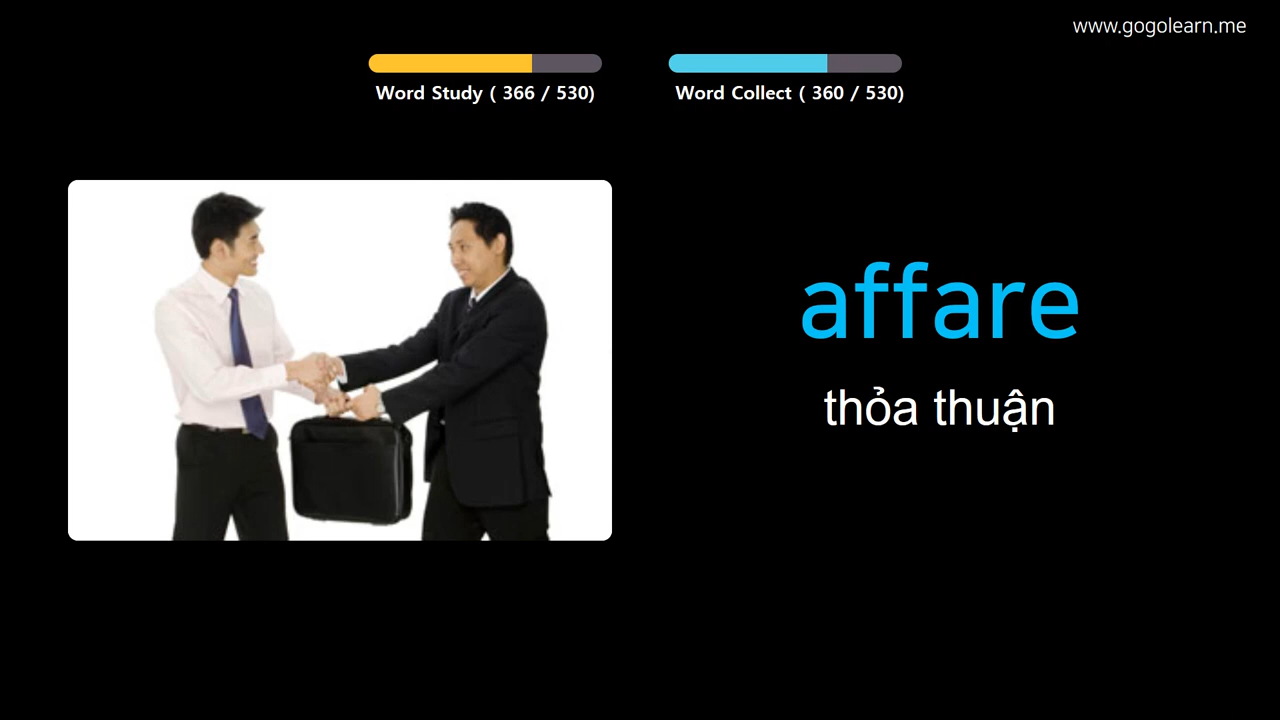 www.gogolearn.me
Word Study ( 366 / 530)
Word Collect ( 360 / 530)
affare
thỏa thuận